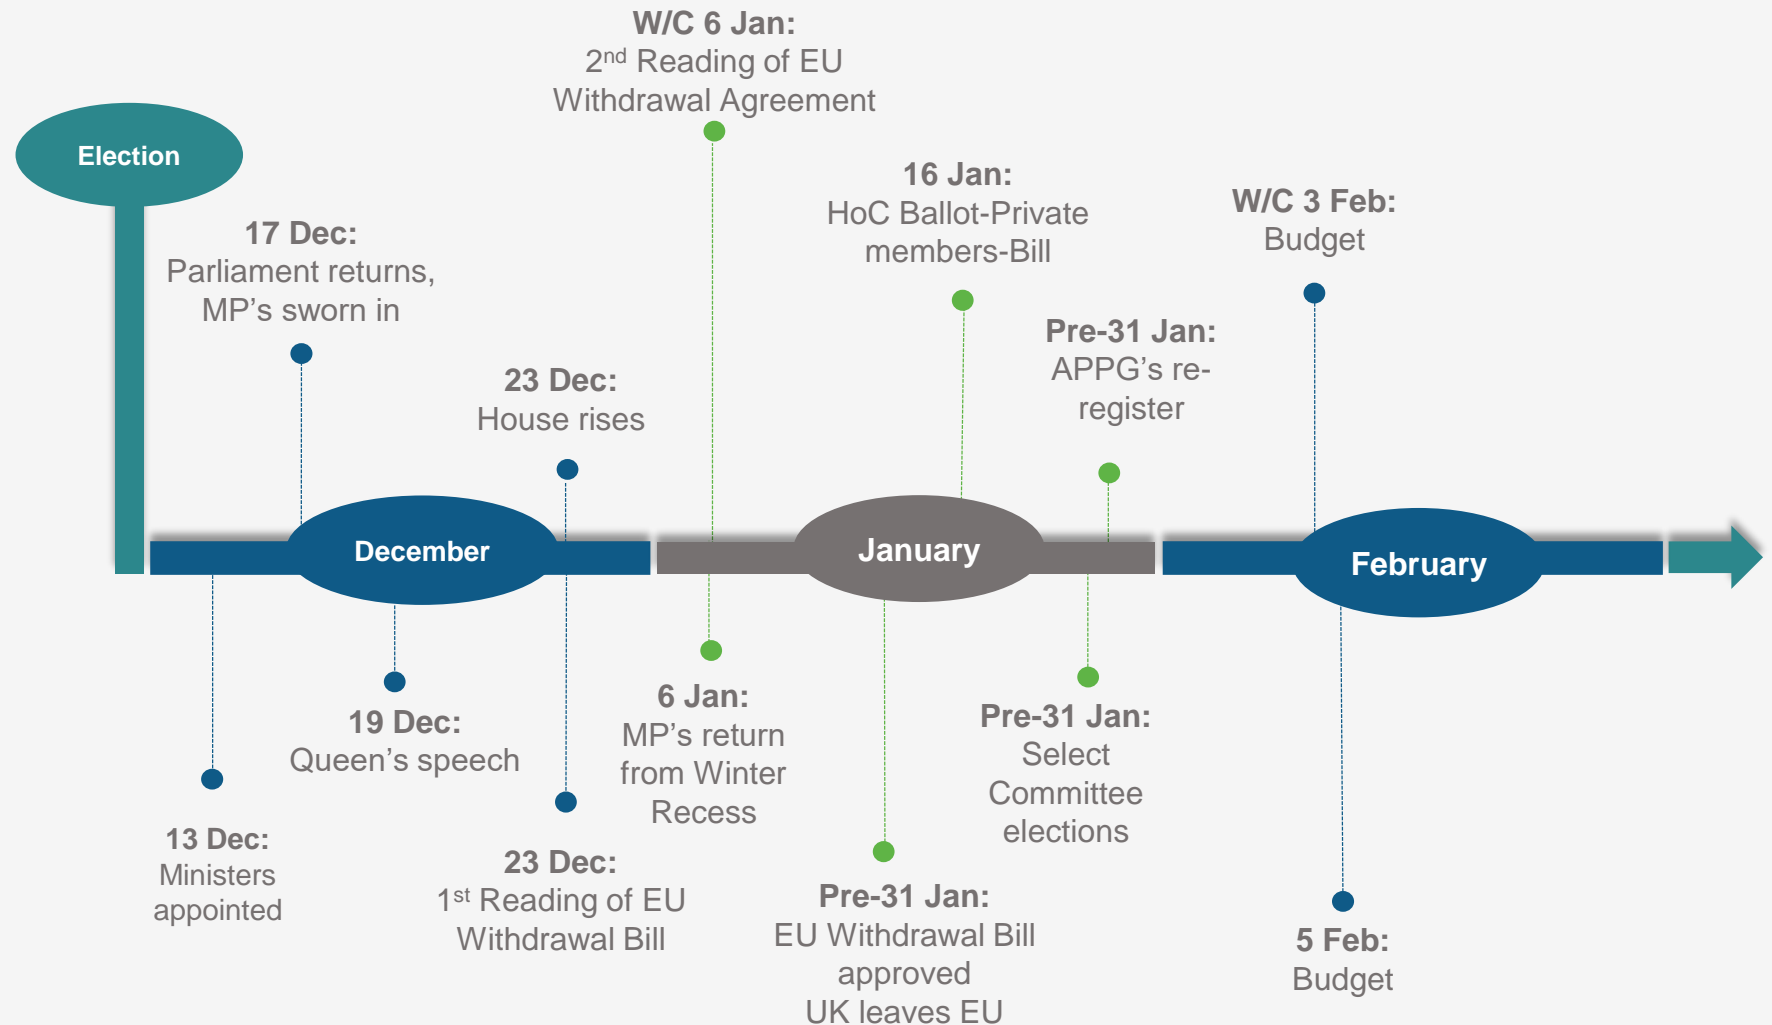 W/C 6 Jan:
2nd Reading of EU
Withdrawal Agreement
Election
17 Dec:
Parliament returns,
MP’s sworn in
23 Dec:
House rises
16 Jan:
HoC Ballot-Private
members-Bill
Pre-31 Jan:
APPG’s re-
register
W/C 3 Feb:
Budget
December
January
February
13 Dec:
Ministers
appointed
19 Dec:
Queen’s speech
23 Dec:
1st Reading of EU
Withdrawal Bill
6 Jan:
MP’s return
from Winter
Recess
Pre-31 Jan:
EU Withdrawal Bill
approved
UK leaves EU
Pre-31 Jan:
Select
Committee
elections
5 Feb:
Budget